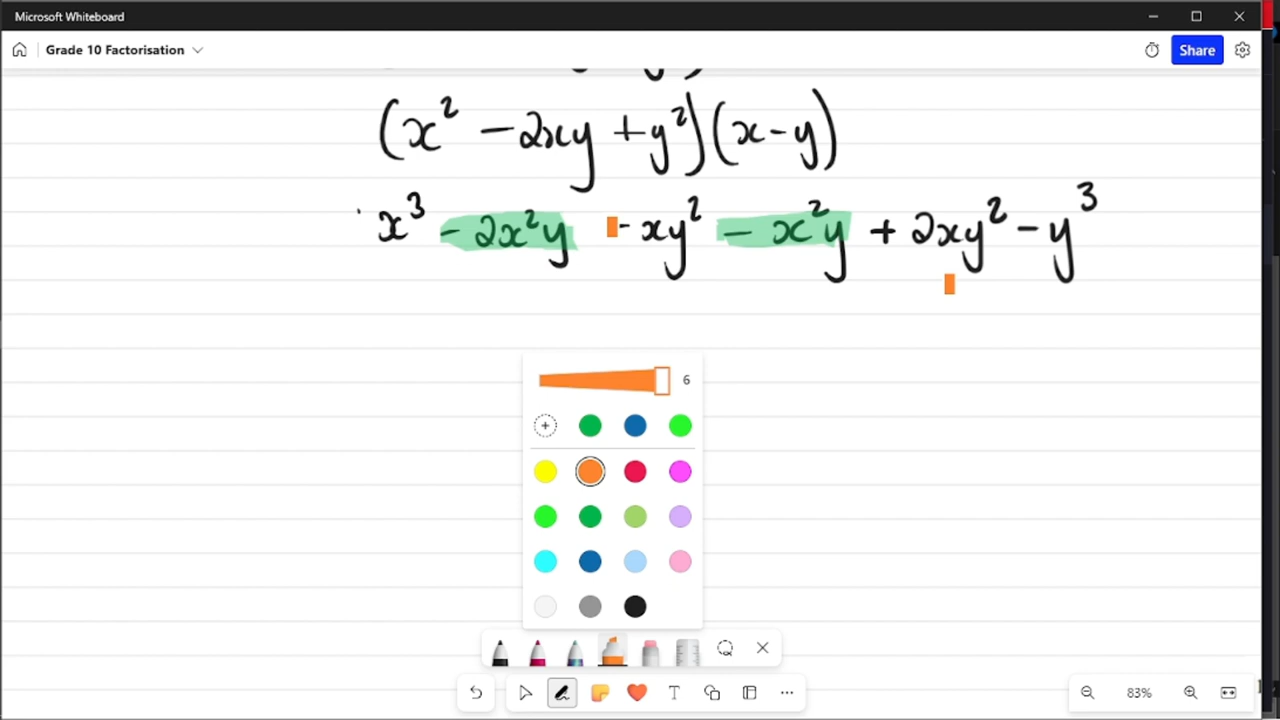 Microsoft Whiteboard
Grade 10 Factorisation
Share
(x² - 2xy + y²)(x - y)
x³ - 2x²y - xy² - x²y + 2xy² - y³
6
83%